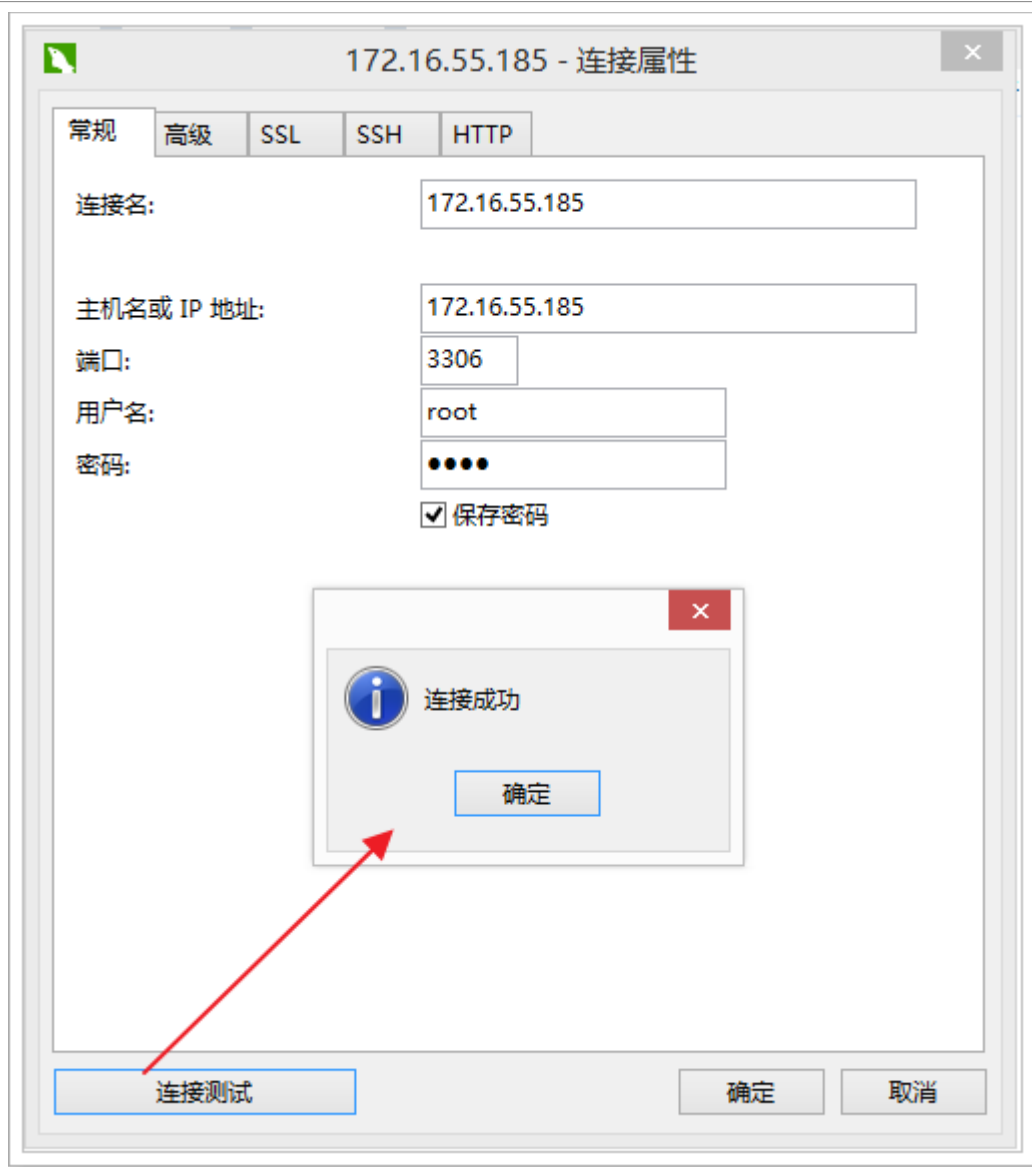 172.16.55.185 - 连接属性
常规 高级 SSL SSH HTTP
连接名: 172.16.55.185
主机名或 IP 地址: 172.16.55.185
端口: 3306
用户名: root
密码: ●●●●
保存密码
连接成功
确定
连接测试 确定 取消